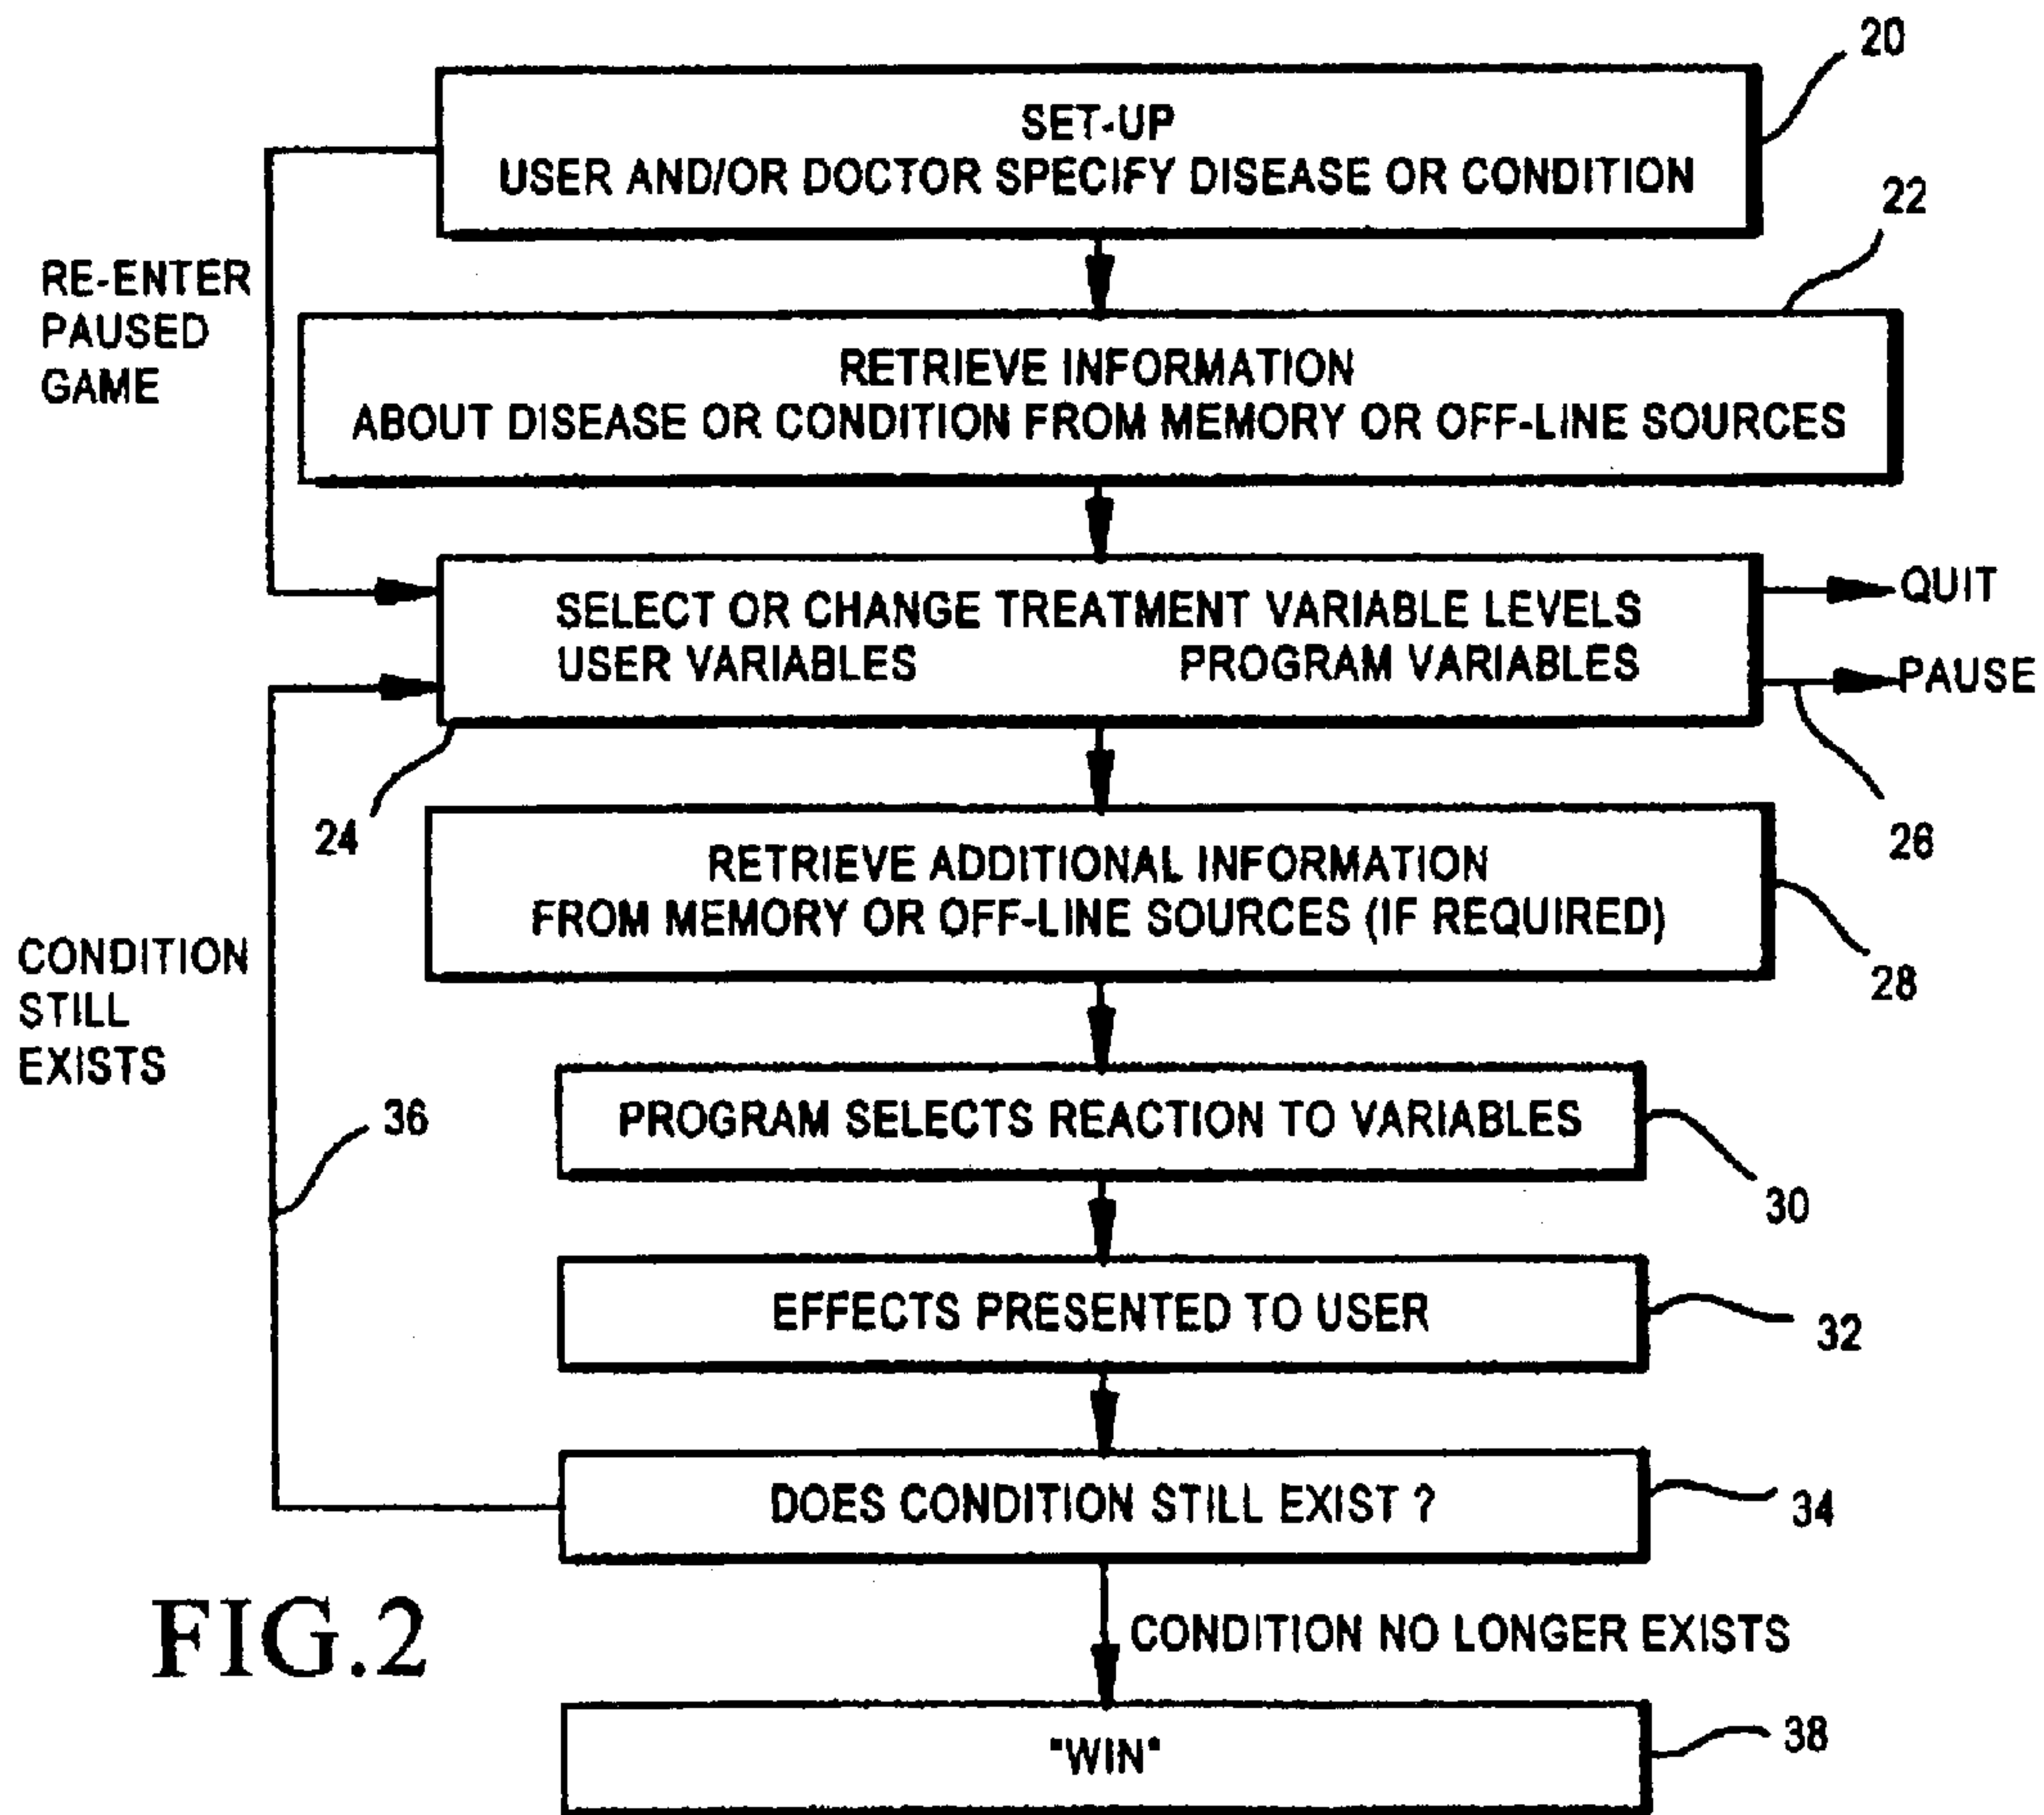 20
SET-UP
USER AND/OR DOCTOR SPECIFY DISEASE OR CONDITION
22
RE-ENTER
PAUSED
GAME
RETRIEVE INFORMATION
ABOUT DISEASE OR CONDITION FROM MEMORY OR OFF-LINE SOURCES
SELECT OR CHANGE TREATMENT VARIABLE LEVELS
USER VARIABLES PROGRAM VARIABLES
QUIT
PAUSE
24
26
RETRIEVE ADDITIONAL INFORMATION
FROM MEMORY OR OFF-LINE SOURCES (IF REQUIRED)
28
CONDITION
STILL
EXISTS
36
PROGRAM SELECTS REACTION TO VARIABLES
30
EFFECTS PRESENTED TO USER
32
DOES CONDITION STILL EXIST ?
34
CONDITION NO LONGER EXISTS
FIG.2
"WIN"
38